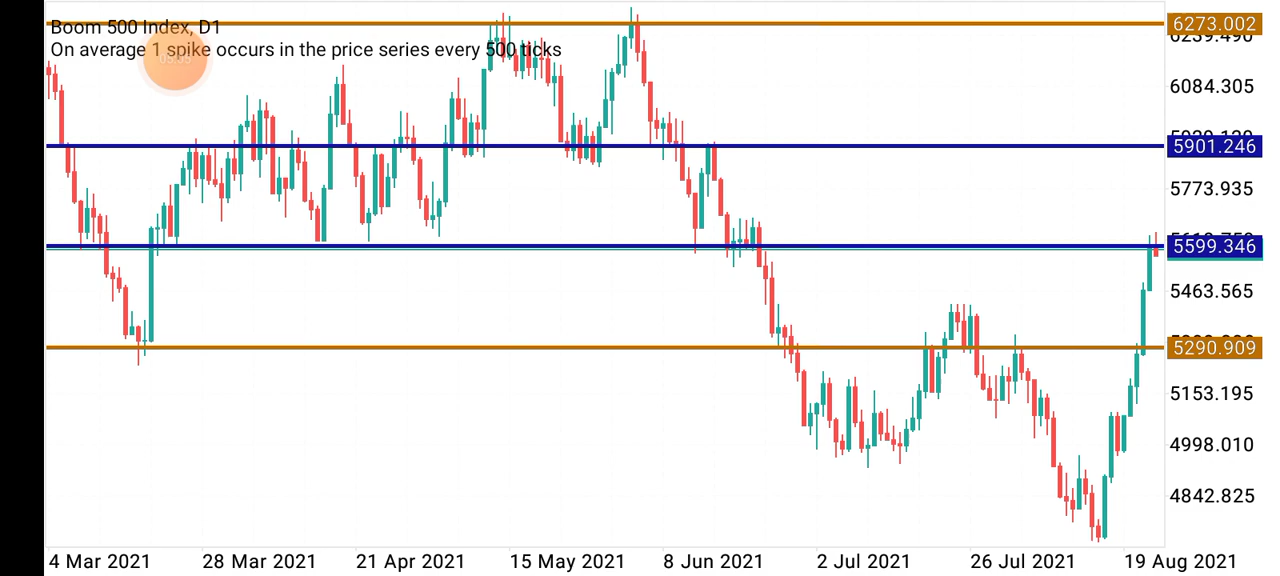 Boom 500 Index, D1
On average 1 spike occurs in the price series every 500 ticks
6273.002
6084.305
5901.246
5773.935
5599.346
5463.565
5290.909
5153.195
4998.010
4842.825
4 Mar 2021
28 Mar 2021
21 Apr 2021
15 May 2021
8 Jun 2021
2 Jul 2021
26 Jul 2021
19 Aug 2021